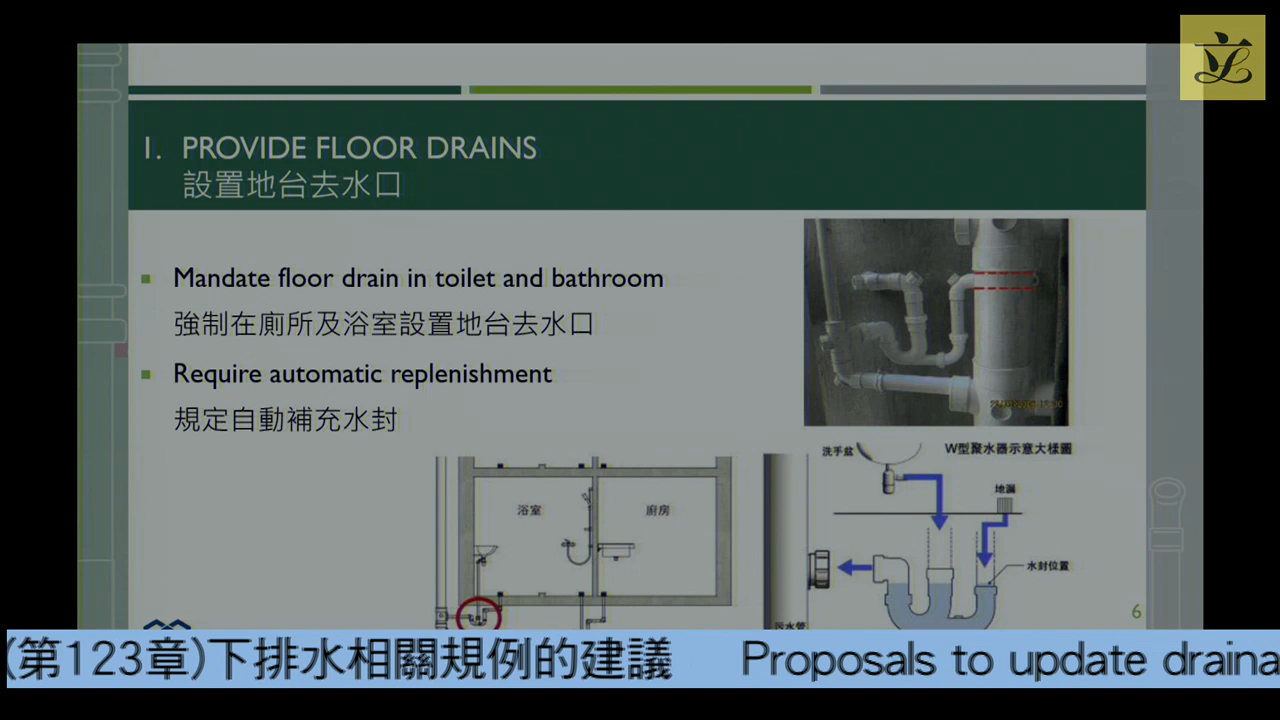 1. PROVIDE FLOOR DRAINS
設置地台去水口
Mandate floor drain in toilet and bathroom
強制在廁所及浴室設置地台去水口
Require automatic replenishment
規定自動補充水封
洗手盆
W型聚水器示意大樣圖
地漏
浴室
廚房
水封位置
污水管
6
(第123章)下排水相關規例的建議 Proposals to update draina